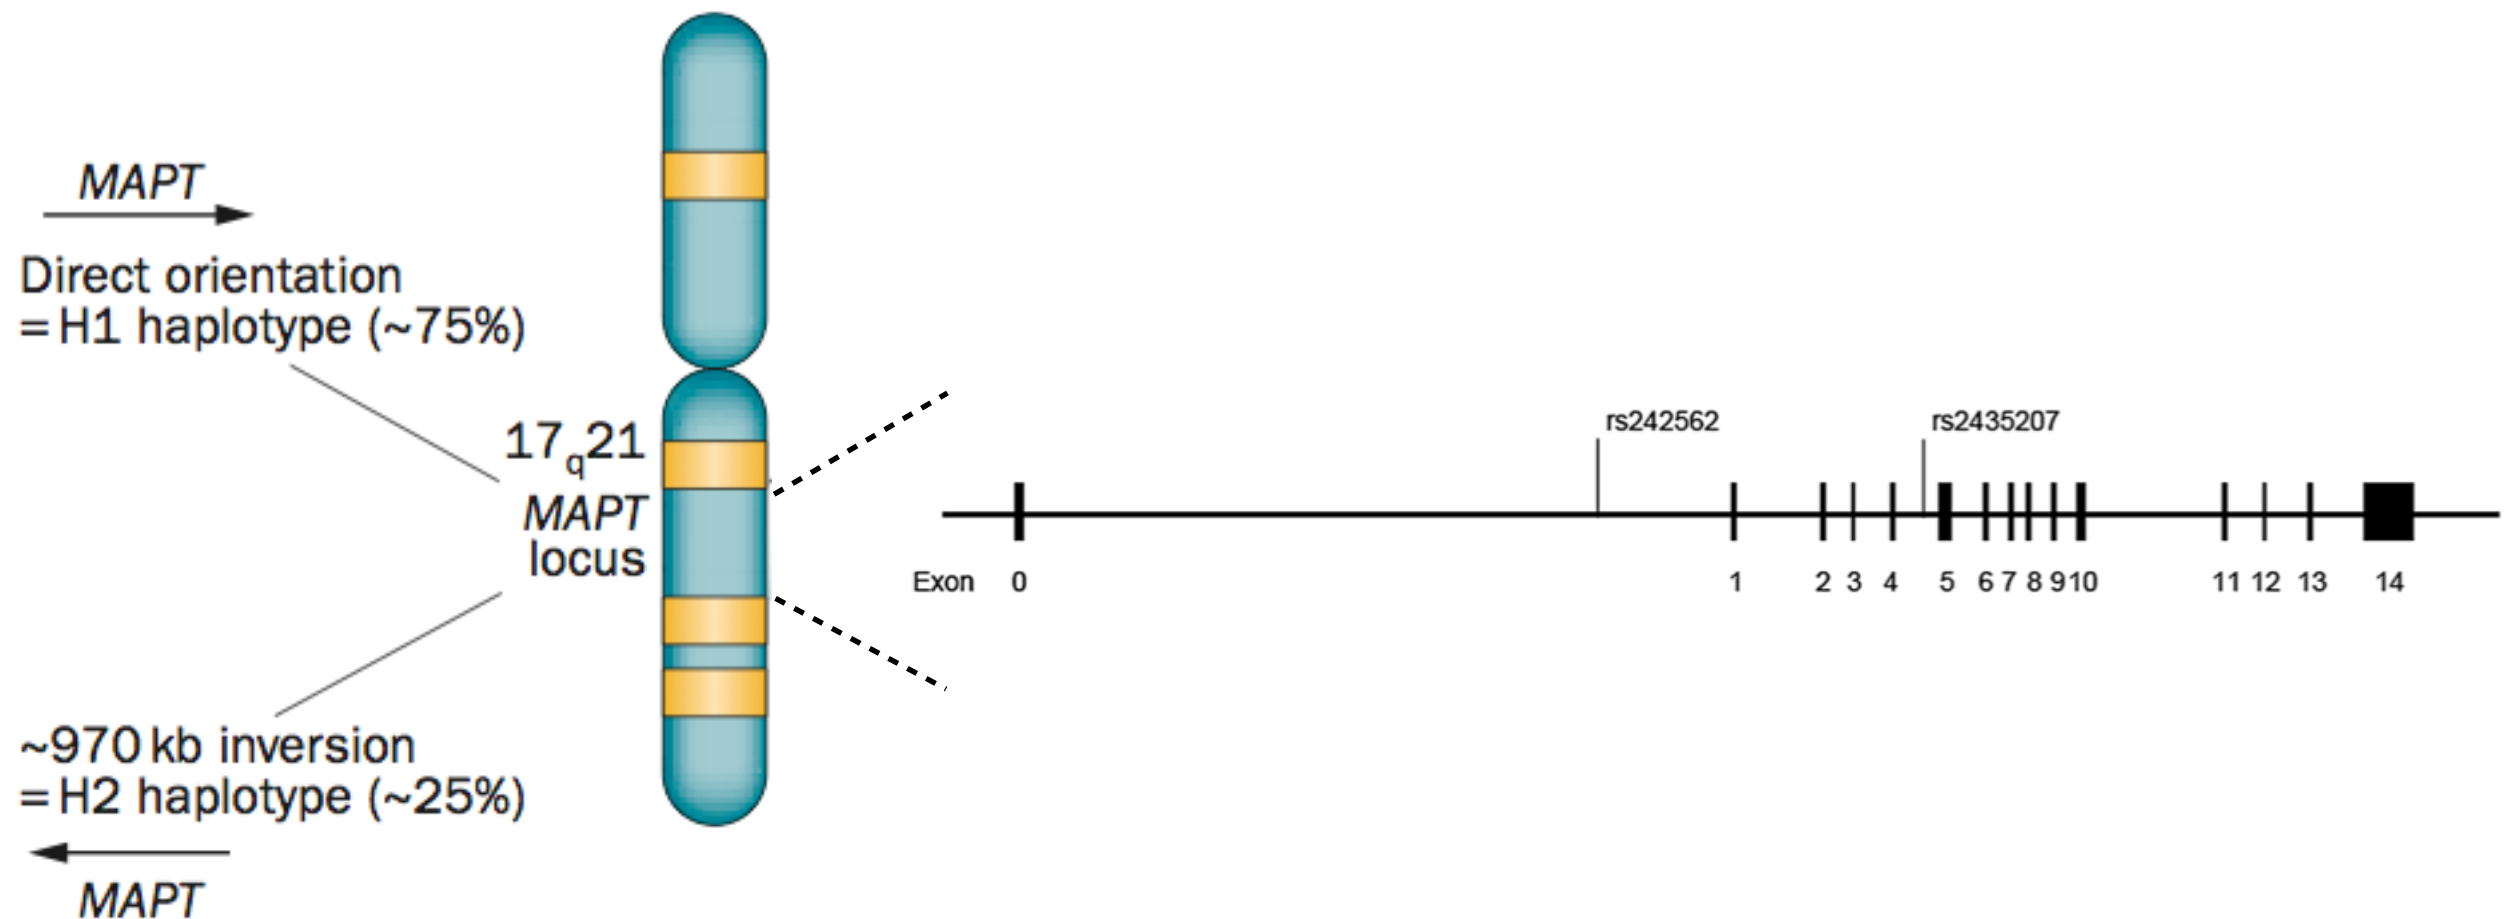 MAPT
Direct orientation
= H1 haplotype (~75%)
17q21
MAPT
locus
~970 kb inversion
= H2 haplotype (~25%)
MAPT
rs242562
rs2435207
Exon 0 1 2 3 4 5 6 7 8 9 10 11 12 13 14